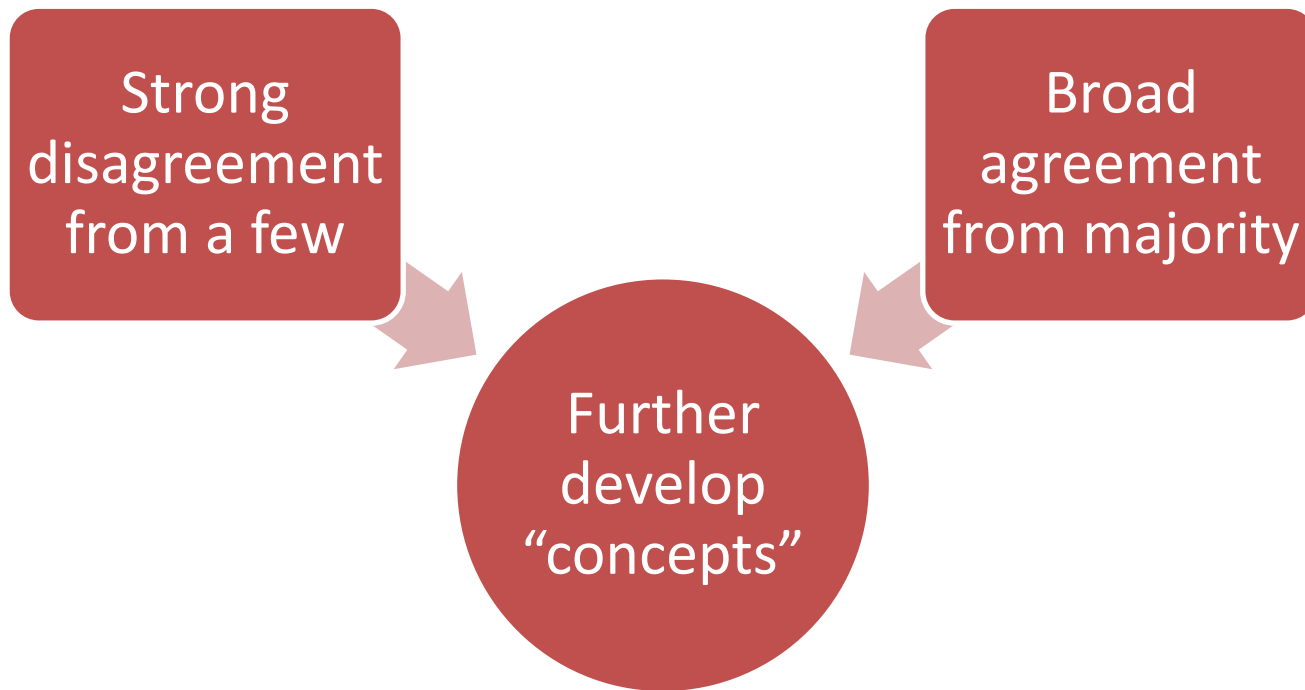 Strong
disagreement
from a few
Broad
agreement
from majority
Further
develop
“concepts”